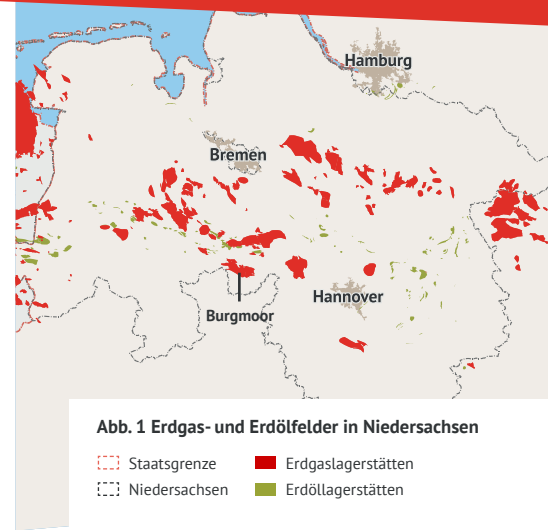 Hamburg
Bremen
Hannover
Burgmoor
Abb. 1 Erdgas- und Erdölfelder in Niedersachsen
Staatsgrenze
Erdgaslagerstätten
Niedersachsen
Erdöllagerstätten